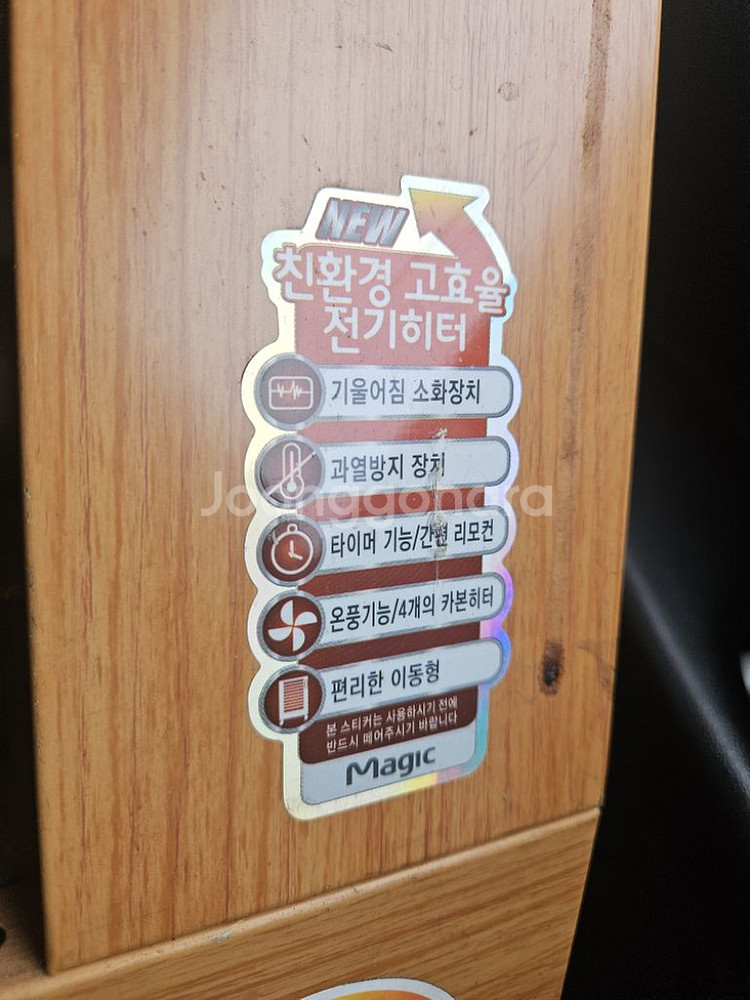 NEW
친환경 고효율
전기히터
기울어짐 소화장치
과열방지 장치
Joonggonara
타이머 기능/간편 리모컨
온풍기능/4개의 카본히터
편리한 이동형
본 스티커는 사용하시기 전에
반드시 떼어주시기 바랍니다
Magic